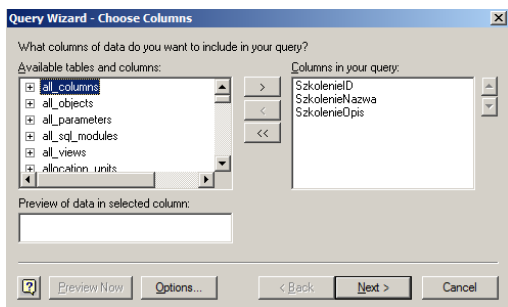 Query Wizard - Choose Columns
What columns of data do you want to include in your query?
Available tables and columns:
Columns in your query:
all_columns
all_objects
all_parameters
all_sql_modules
all_views
allocation_units
>
<
<<
SzkolenieID
SzkolenieNazwa
SzkolenieOpis
Preview of data in selected column:
Preview Now
Options...
< Back
Next >
Cancel